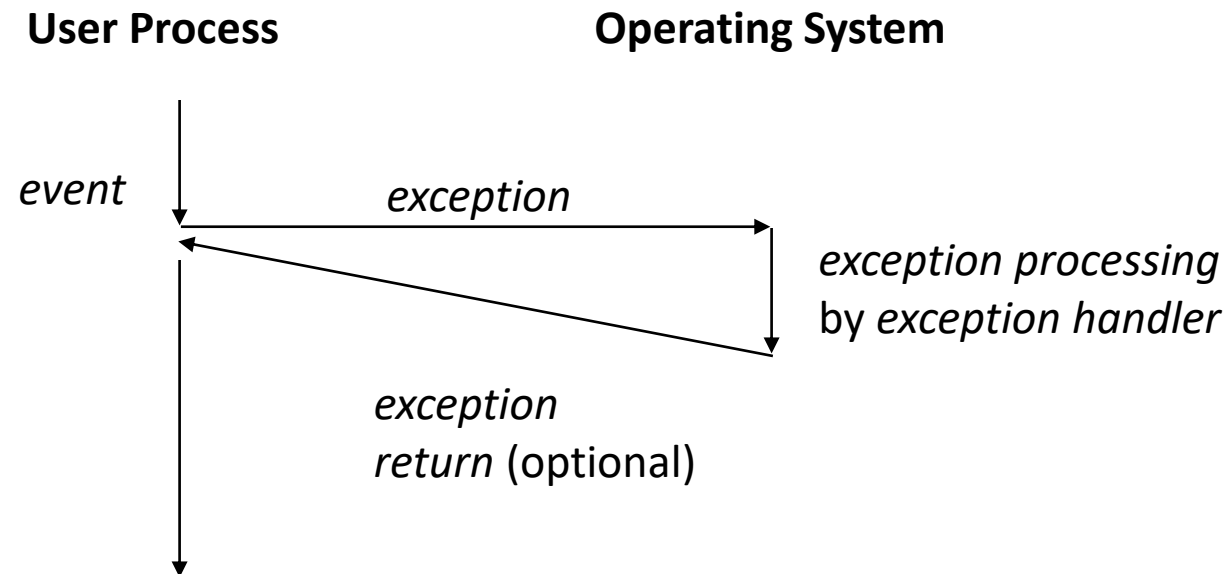 User Process
Operating System
event
exception
exception processing
by exception handler
exception
return (optional)